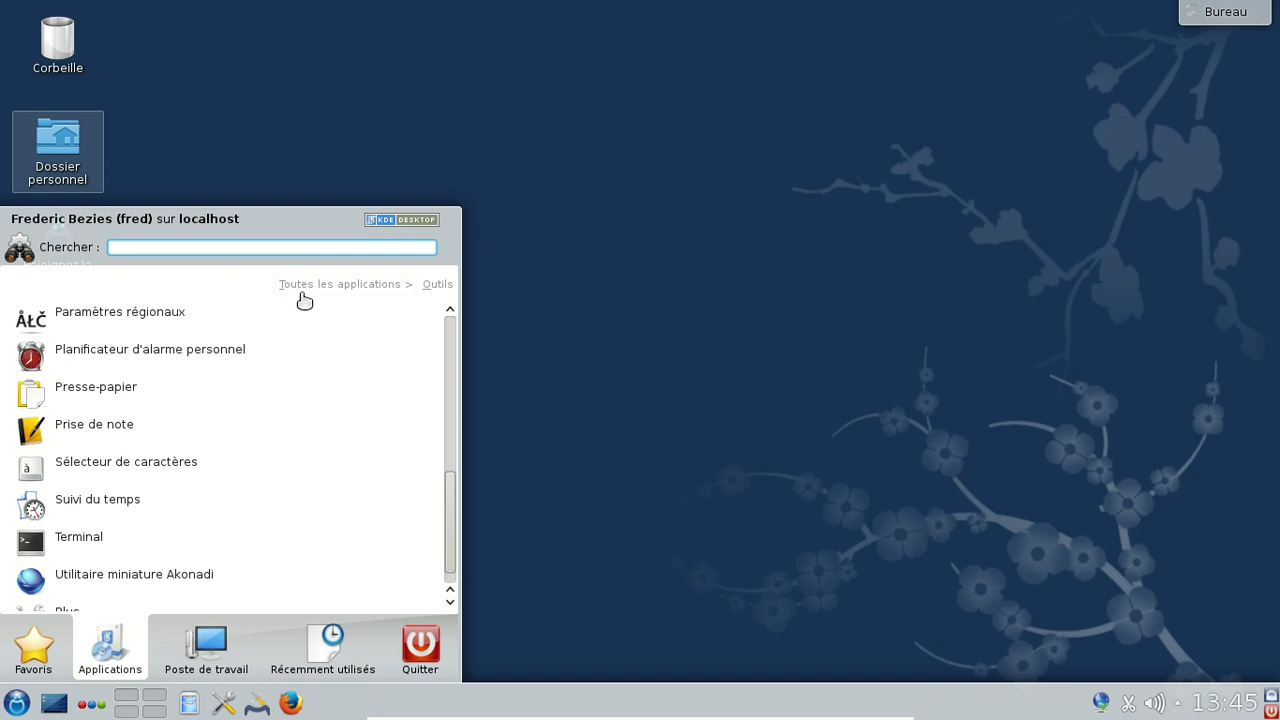 Bureau
Corbeille
Dossier
personnel
Frederic Bezies (fred) sur localhost
KDE DESKTOP
Chercher :
Toutes les applications > Outils
Paramètres régionaux
Planificateur d'alarme personnel
Presse-papier
Prise de note
Sélecteur de caractères
Suivi du temps
Terminal
Utilitaire miniature Akonadi
Plus
Favoris
Applications
Poste de travail
Récemment utilisés
Quitter
13:45